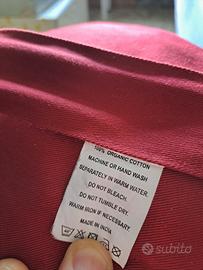 100% ORGANIC COTTON
MACHINE OR HAND WASH
SEPARATELY IN WARM WATER.
DO NOT BLEACH.
DO NOT TUMBLE DRY.
WARM IRON IF NECESSARY
MADE IN INDIA
subito